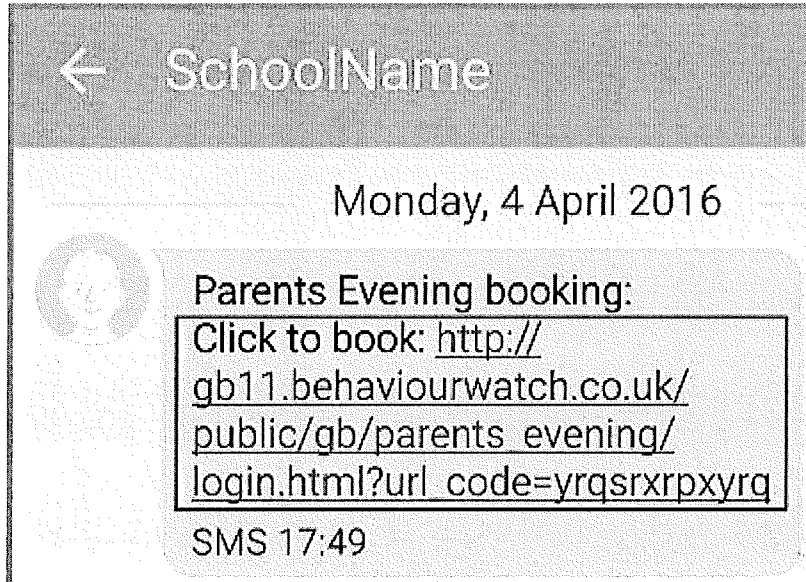 SchoolName
Monday, 4 April 2016
Parents Evening booking:
Click to book: http://
gb11.behaviourwatch.co.uk/
public/gb/parents_evening/
login.html?url_code=yrqsrxrpxyrq
SMS 17:49